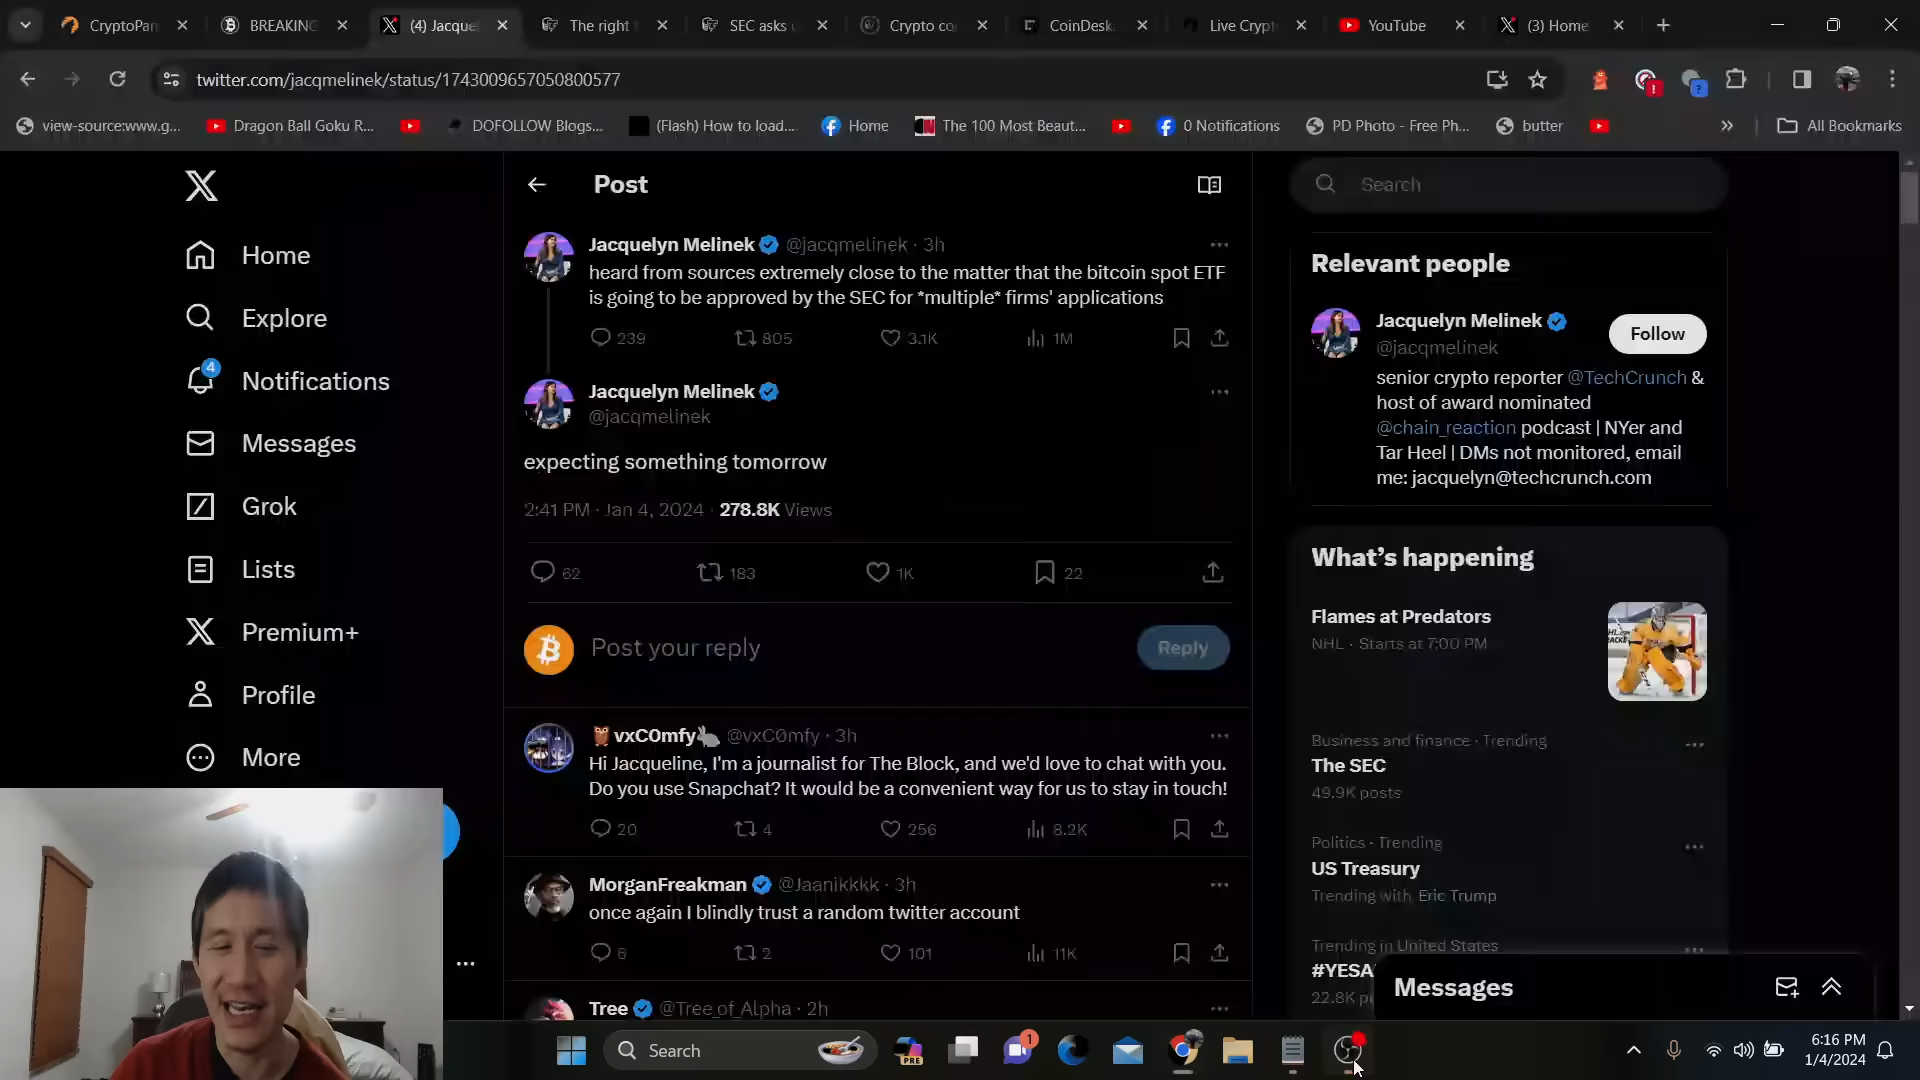 CryptoPan
BREAKING
(4) Jacque
The right
SEC asks u
Crypto co
CoinDesk
Live Crypt
YouTube
(3) Home
twitter.com/jacqmelinek/status/1743009657050800577
view-source:www.g...
Dragon Ball Goku R...
DOFOLLOW Blogs...
(Flash) How to load...
Home
The 100 Most Beaut...
0 Notifications
PD Photo - Free Ph...
butter
All Bookmarks
Home
Explore
4
Notifications
Messages
Grok
Lists
Premium+
Profile
More
Post
Jacquelyn Melinek @jacqmelinek · 3h
heard from sources extremely close to the matter that the bitcoin spot ETF
is going to be approved by the SEC for *multiple* firms' applications
239 805 3.1K 1M
Jacquelyn Melinek
@jacqmelinek
expecting something tomorrow
2:41 PM · Jan 4, 2024 · 278.8K Views
62 183 1K 22
Post your reply
Reply
vxC0mfy @vxC0mfy · 3h
Hi Jacqueline, I'm a journalist for The Block, and we'd love to chat with you.
Do you use Snapchat? It would be a convenient way for us to stay in touch!
20 4 256 8.2K
MorganFreakman @Jaanikkkk · 3h
once again I blindly trust a random twitter account
6 2 101 11K
Tree @Tree_of_Alpha · 2h
Search
Relevant people
Jacquelyn Melinek
@jacqmelinek
Follow
senior crypto reporter @TechCrunch &
host of award nominated
@chain_reaction podcast | NYer and
Tar Heel | DMs not monitored, email
me: jacquelyn@techcrunch.com
What's happening
Flames at Predators
NHL · Starts at 7:00 PM
Business and finance · Trending
The SEC
49.9K posts
Politics · Trending
US Treasury
Trending with Eric Trump
Trending in United States
#YESA
22.8K p
Messages
Search
PRE
1
6:16 PM
1/4/2024